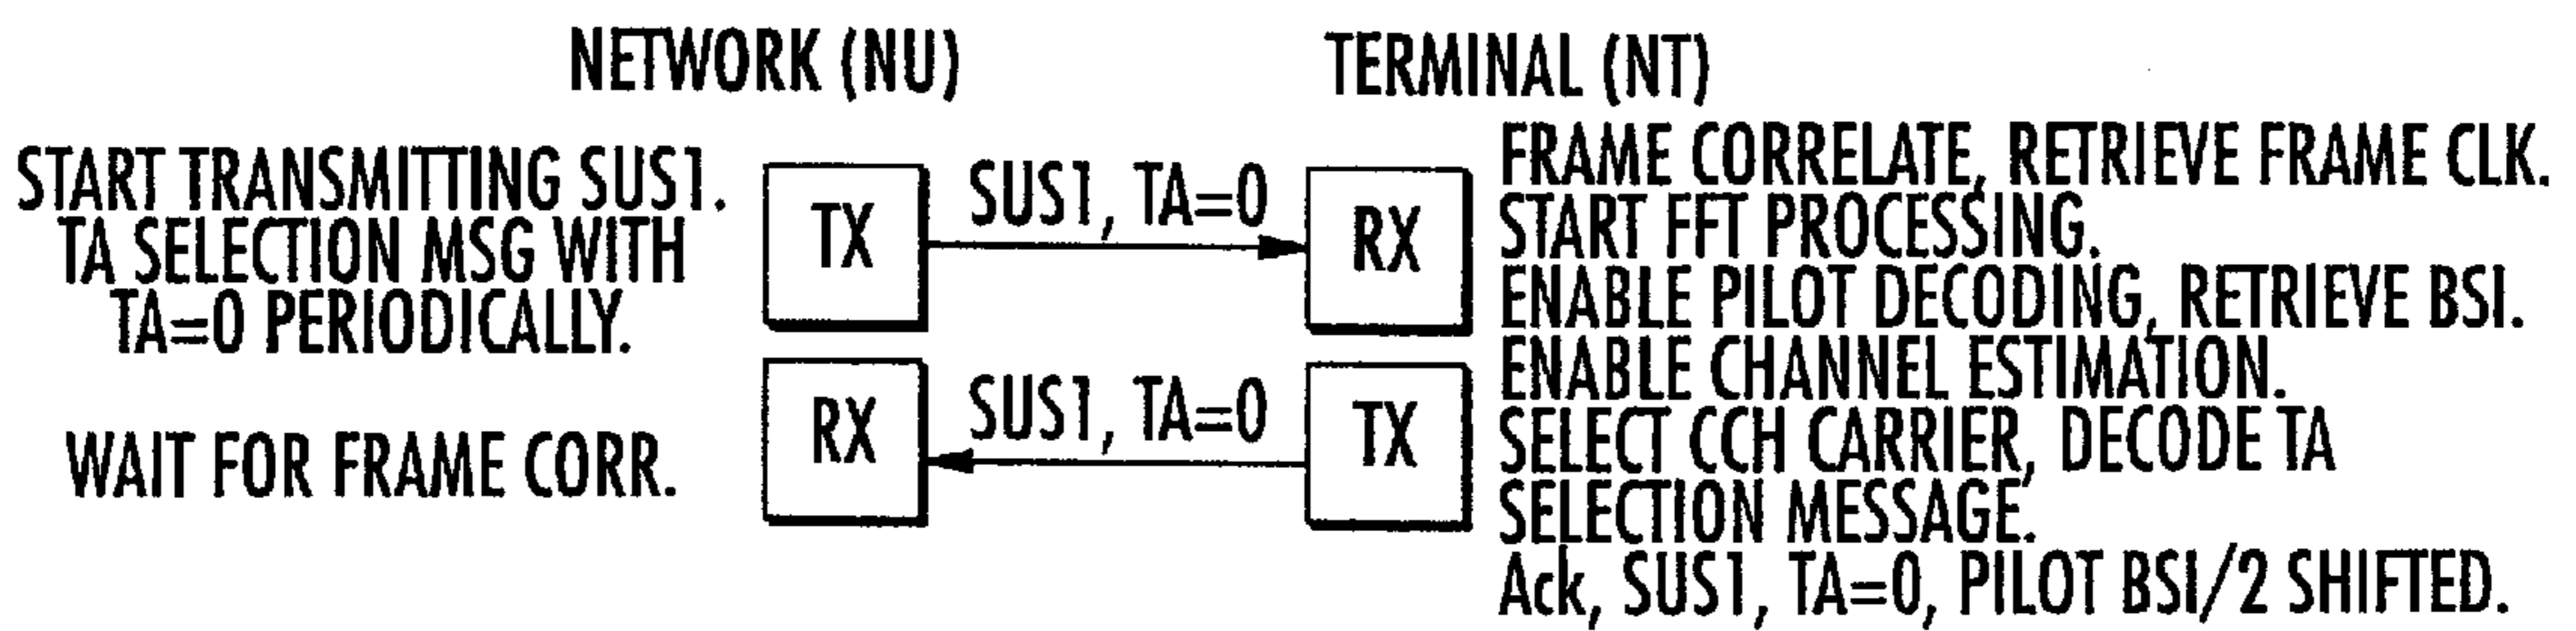 NETWORK (NU)
TERMINAL (NT)
START TRANSMITTING SUS1.
TA SELECTION MSG WITH
TA=0 PERIODICALLY.
TX
SUS1, TA=0
RX
WAIT FOR FRAME CORR.
RX
SUS1, TA=0
TX
FRAME CORRELATE, RETRIEVE FRAME CLK.
START FFT PROCESSING.
ENABLE PILOT DECODING, RETRIEVE BSI.
ENABLE CHANNEL ESTIMATION.
SELECT CCH CARRIER, DECODE TA
SELECTION MESSAGE.
Ack, SUS1, TA=0, PILOT BSI/2 SHIFTED.